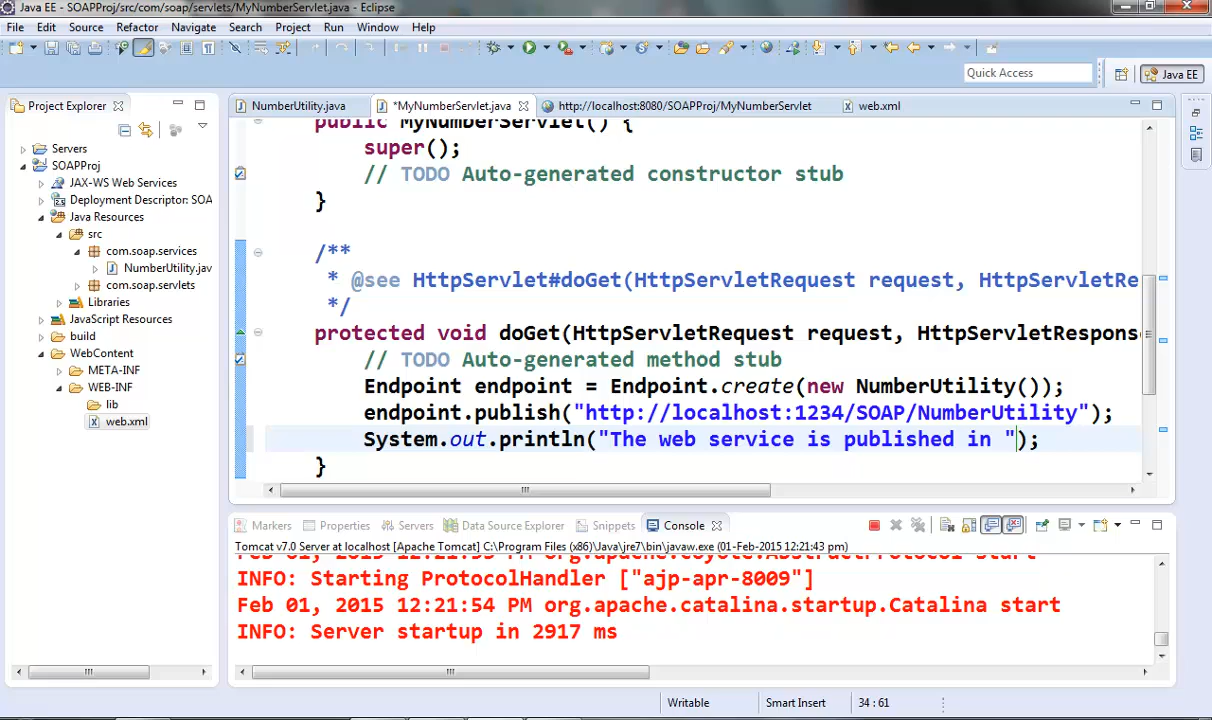 Java EE - SOAPProj/src/com/soap/servlets/MyNumberServlet.java - Eclipse
File Edit Source Refactor Navigate Search Project Run Window Help
Quick Access
Java EE
Project Explorer
NumberUtility.java
*MyNumberServlet.java
http://localhost:8080/SOAPProj/MyNumberServlet
web.xml
Servers
SOAPProj
JAX-WS Web Services
Deployment Descriptor: SOA
Java Resources
src
com.soap.services
NumberUtility.jav
com.soap.servlets
Libraries
JavaScript Resources
build
WebContent
META-INF
WEB-INF
lib
web.xml
public MyNumberServlet() {
super();
// TODO Auto-generated constructor stub
}
/**
* @see HttpServlet#doGet(HttpServletRequest request, HttpServletRe
*/
protected void doGet(HttpServletRequest request, HttpServletRespons
// TODO Auto-generated method stub
Endpoint endpoint = Endpoint.create(new NumberUtility());
endpoint.publish("http://localhost:1234/SOAP/NumberUtility");
System.out.println("The web service is published in ");
}
Markers Properties Servers Data Source Explorer Snippets Console
Tomcat v7.0 Server at localhost [Apache Tomcat] C:\Program Files (x86)\Java\jre7\bin\javaw.exe (01-Feb-2015 12:21:43 pm)
INFO: Starting ProtocolHandler ["ajp-apr-8009"]
Feb 01, 2015 12:21:54 PM org.apache.catalina.startup.Catalina start
INFO: Server startup in 2917 ms
Writable Smart Insert 34 : 61